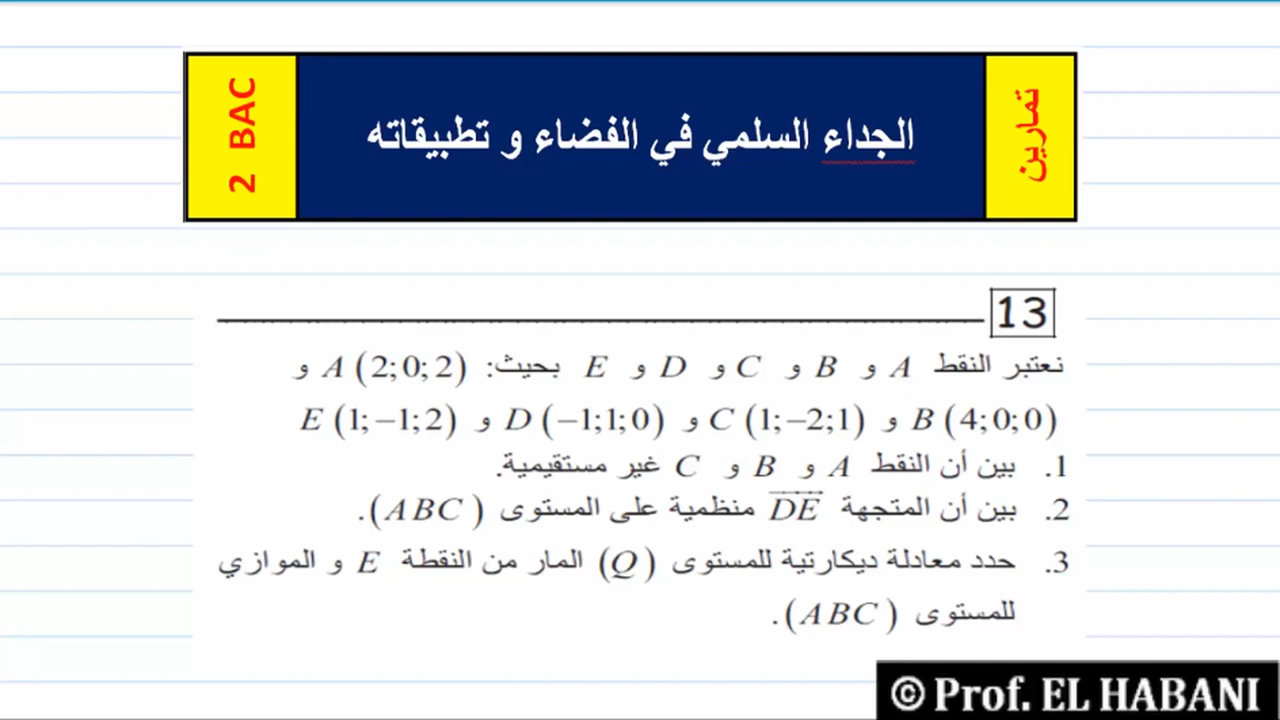 تمارين
الجداء السلمي في الفضاء و تطبيقاته
2 BAC
13
نعتبر النقط A و B و C و D و E بحيث: A(2;0;2) و
B(4;0;0) و C(1;−2;1) و D(−1;1;0) و E(1;−1;2)
1. بين أن النقط A و B و C غير مستقيمية.
2. بين أن المتجهة \overrightarrow{DE} منظمية على المستوى (ABC).
3. حدد معادلة ديكارتية للمستوى (Q) المار من النقطة E و الموازي
للمستوى (ABC).
© Prof. EL HABANI